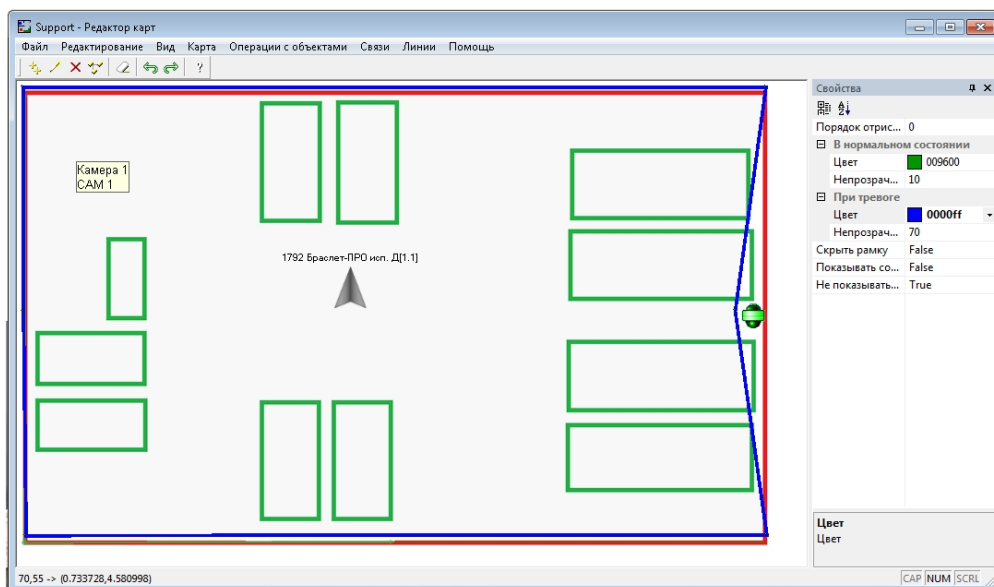 Support - Редактор карт
Файл Редактирование Вид Карта Операции с объектами Связи Линии Помощь
?
Свойства
Порядок отрис... 0
В нормальном состоянии
Цвет 009600
Непрозрач... 10
При тревоге
Цвет 0000ff
Непрозрач... 70
Скрыть рамку False
Показывать со... False
Не показывать... True
Камера 1
CAM 1
1792 Браслет-ПРО исп. Д[1.1]
Цвет
Цвет
70,55 -> (0.733728,4.580998)
CAP NUM SCRL